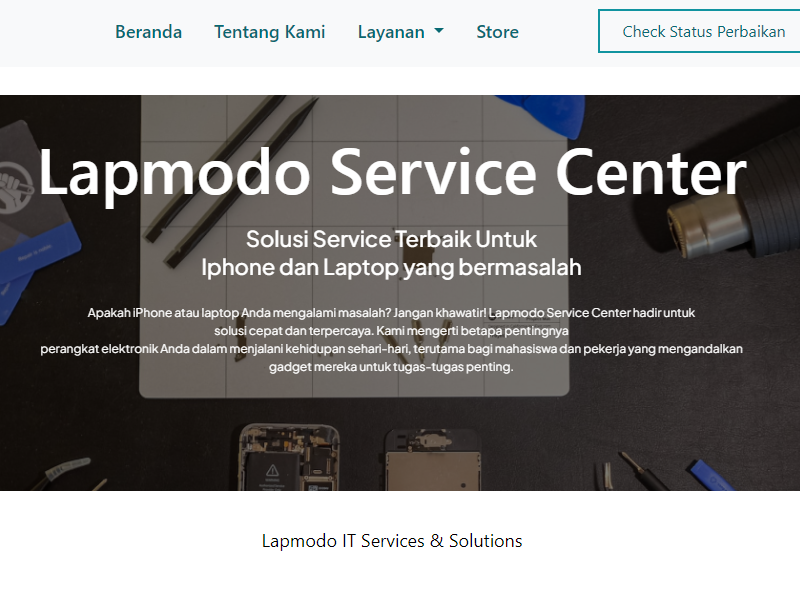 Beranda Tentang Kami Layanan Store Check Status Perbaikan
Lapmodo Service Center
Solusi Service Terbaik Untuk
Iphone dan Laptop yang bermasalah
Apakah iPhone atau laptop Anda mengalami masalah? Jangan khawatir! Lapmodo Service Center hadir untuk
solusi cepat dan terpercaya. Kami mengerti betapa pentingnya
perangkat elektronik Anda dalam menjalani kehidupan sehari-hari, terutama bagi mahasiswa dan pekerja yang mengandalkan
gadget mereka untuk tugas-tugas penting.
Lapmodo IT Services & Solutions